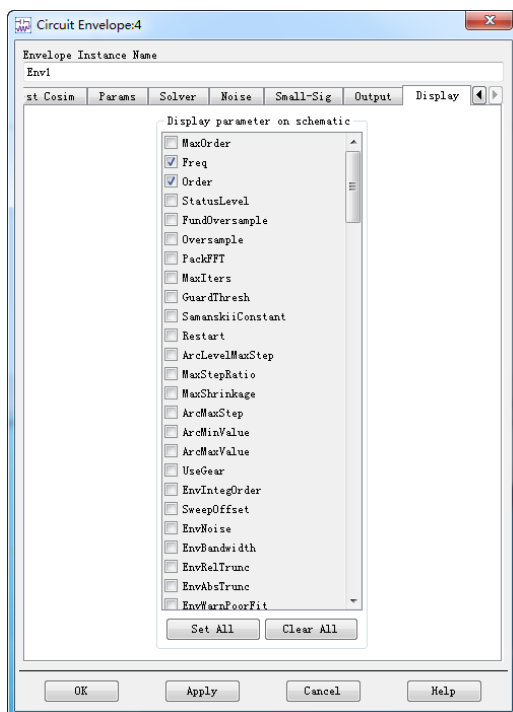 Circuit Envelope:4
Envelope Instance Name
Env1
st Cosim Params Solver Noise Small-Sig Output Display
Display parameter on schematic
MaxOrder
Freq
Order
StatusLevel
FundOversample
Oversample
PackFFT
MaxIters
GuardThresh
SamanskiiConstant
Restart
ArcLevelMaxStep
MaxStepRatio
MaxShrinkage
ArcMaxStep
ArcMinValue
ArcMaxValue
UseGear
EnvIntegOrder
SweepOffset
EnvNoise
EnvBandwidth
EnvRelTrunc
EnvAbsTrunc
EnvWarnPoorFit
Set All Clear All
OK Apply Cancel Help